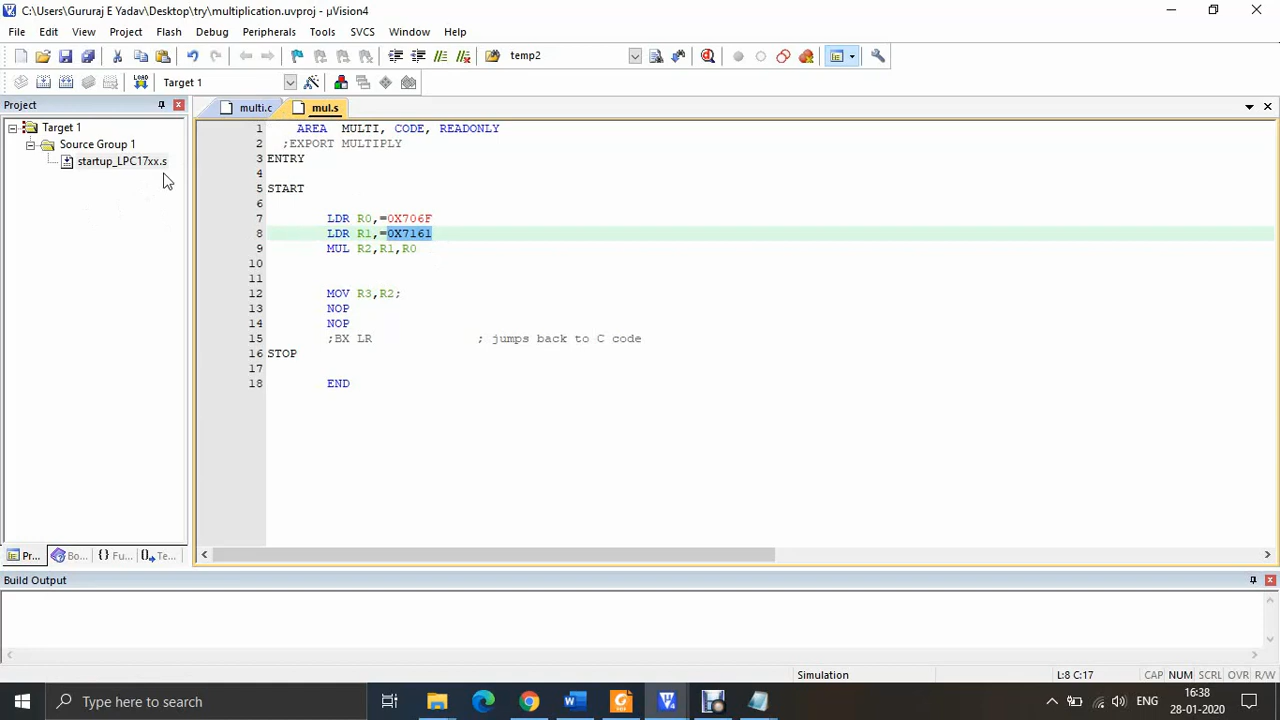 C:\Users\Gururaj E Yadav\Desktop\try\multiplication.uvproj - µVision4
File Edit View Project Flash Debug Peripherals Tools SVCS Window Help
temp2
LOAD Target 1
Project
multi.c mul.s
Target 1
Source Group 1
startup_LPC17xx.s
1 AREA MULTI, CODE, READONLY
2 ;EXPORT MULTIPLY
3 ENTRY
4
5 START
6
7 LDR R0,=0X706F
8 LDR R1,=0X7161
9 MUL R2,R1,R0
10
11
12 MOV R3,R2;
13 NOP
14 NOP
15 ;BX LR ; jumps back to C code
16 STOP
17
18 END
Pr... Bo... {} Fu... Te...
Build Output
Simulation L:8 C:17 CAP NUM SCRL OVR R/W
Type here to search
ENG
16:38
28-01-2020